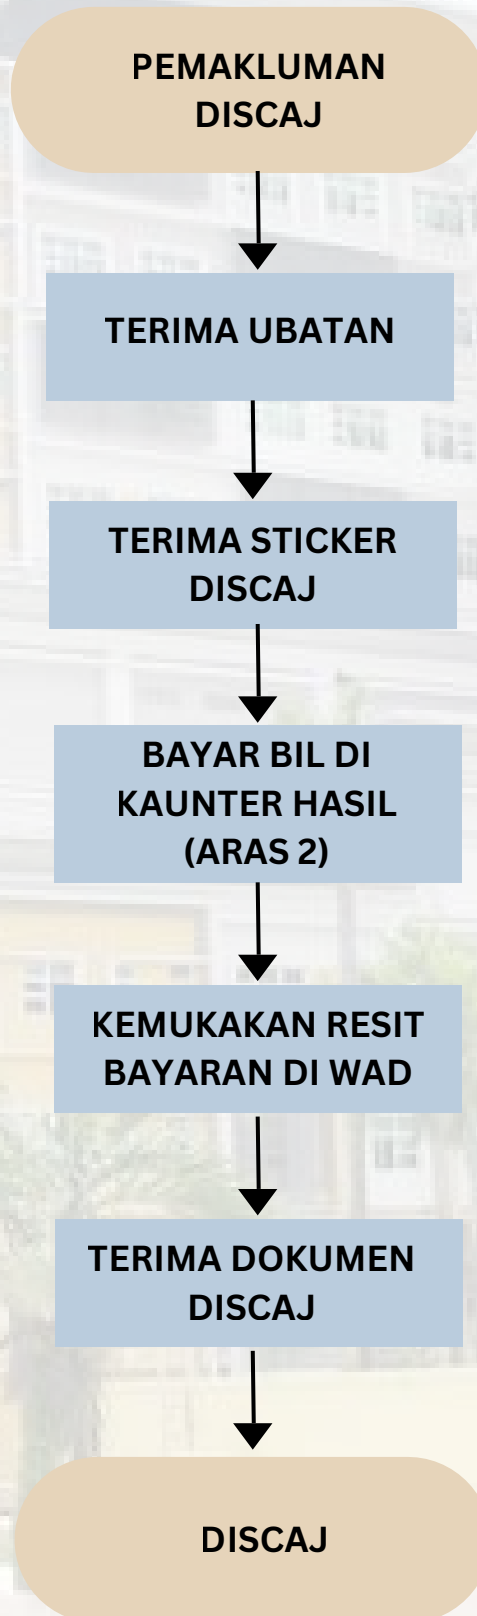 PEMAKLUMAN
DISCAJ
TERIMA UBATAN
TERIMA STICKER
DISCAJ
BAYAR BIL DI
KAUNTER HASIL
(ARAS 2)
KEMUKAKAN RESIT
BAYARAN DI WAD
TERIMA DOKUMEN
DISCAJ
DISCAJ